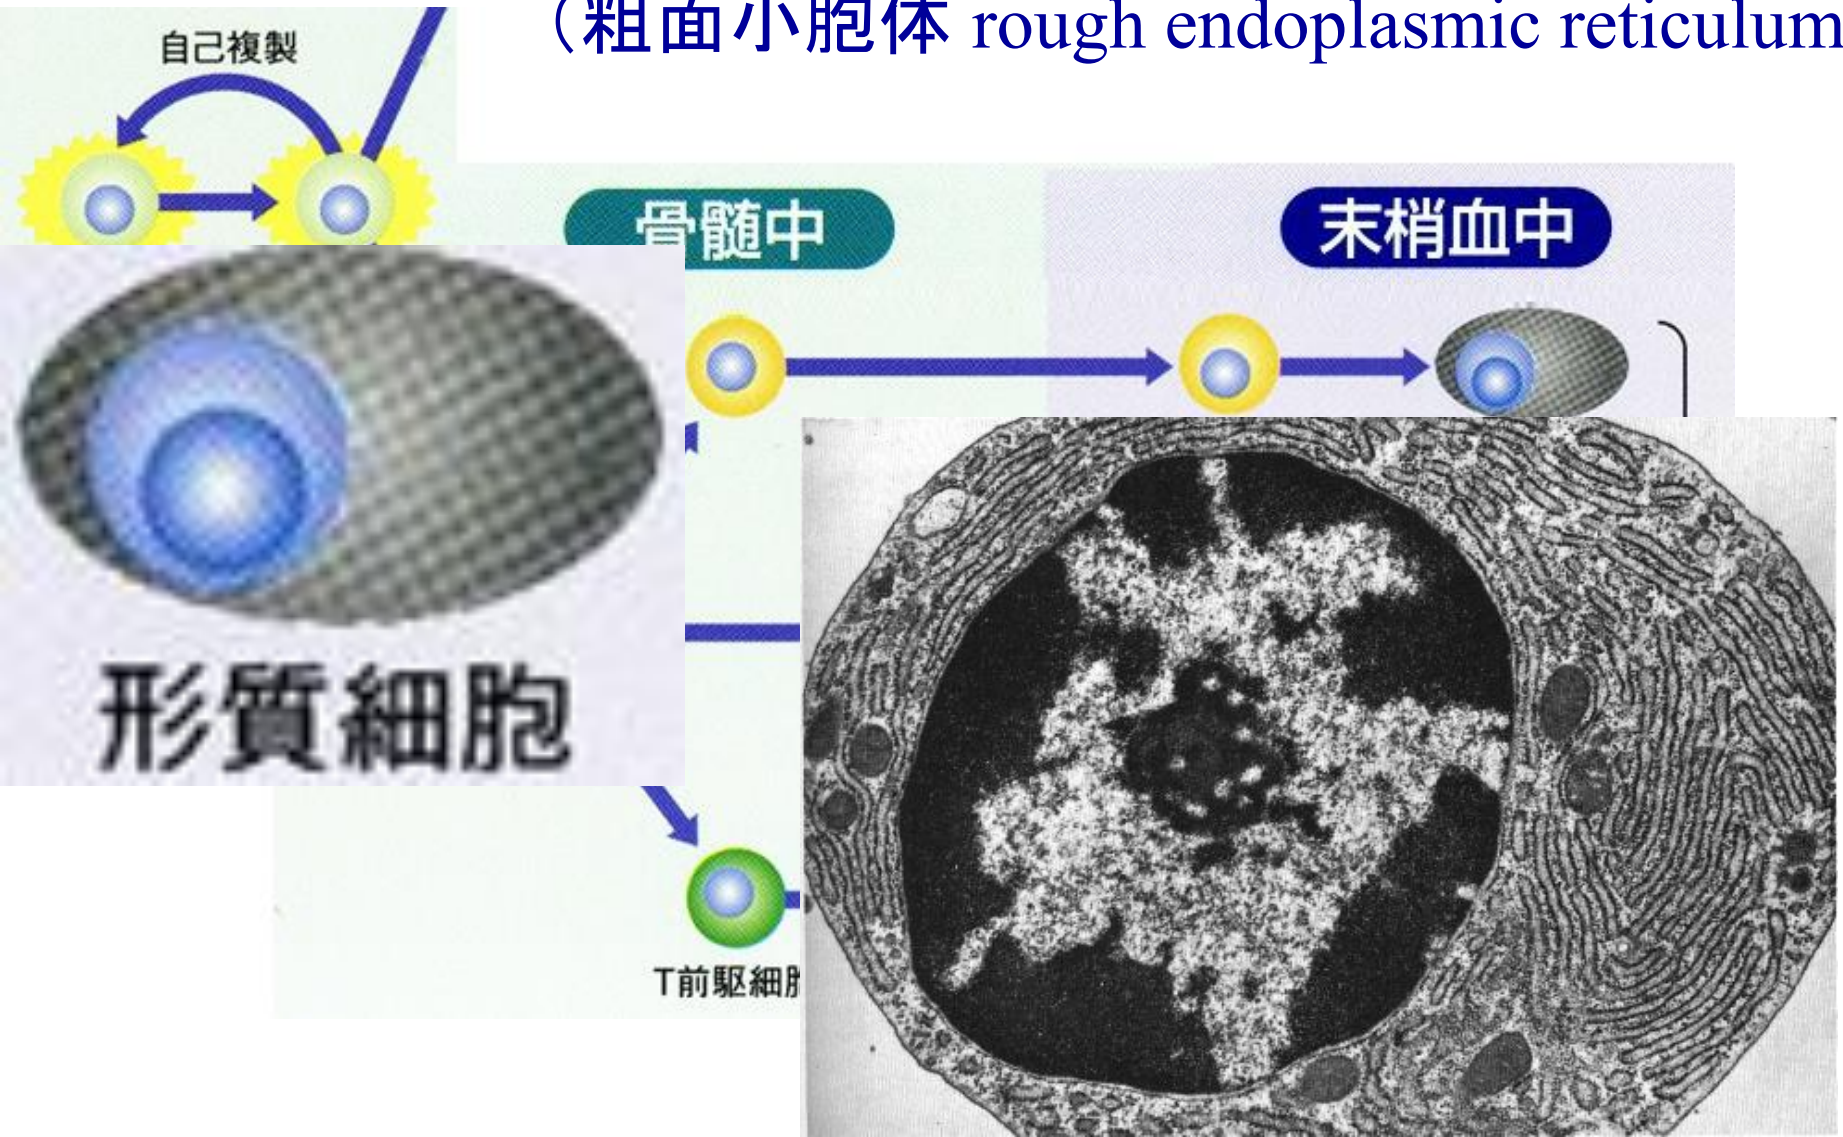 （粗面小胞体 rough endoplasmic reticulum
自己複製
骨髄中
末梢血中
形質細胞
T前駆細胞